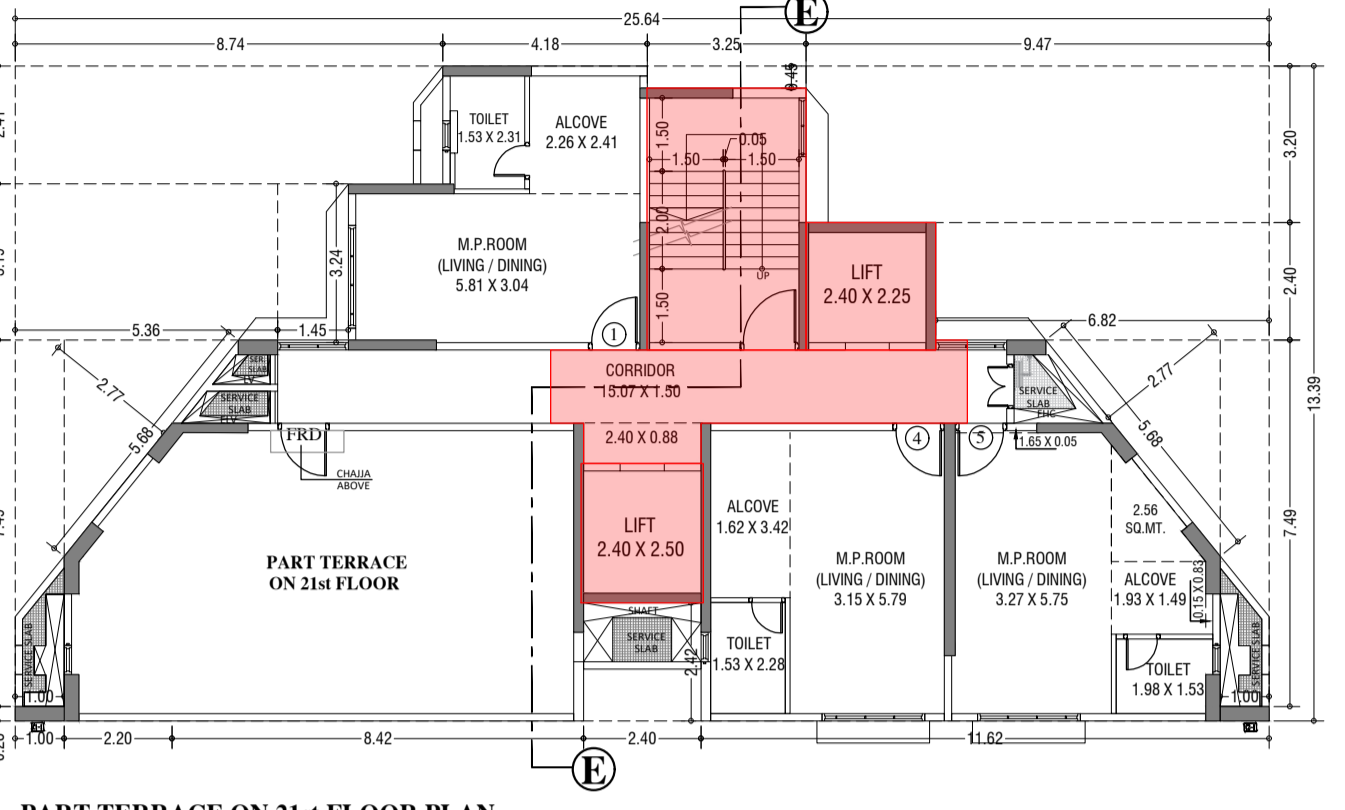 E
25.64
8.74
4.18
3.25
9.47
0.45
TOILET
1.53 X 2.31
ALCOVE
2.26 X 2.41
1.50
0.05
1.50
1.50
3.20
2.00
M.P.ROOM
(LIVING / DINING)
5.81 X 3.04
3.24
UP
LIFT
2.40 X 2.25
2.40
1.50
5.36
1.45
1
6.82
CORRIDOR
15.07 X 1.50
2.77
SER.
SLAB
LV
SERVICE
SLAB
ELV
SERVICE
SLAB
FHC
2.77
13.39
5.68
FRD
CHAJJA
ABOVE
2.40 X 0.88
4
5
1.65 X 0.05
5.68
LIFT
2.40 X 2.50
ALCOVE
1.62 X 3.42
2.56
SQ.MT.
7.49
PART TERRACE
ON 21st FLOOR
M.P.ROOM
(LIVING / DINING)
3.15 X 5.79
M.P.ROOM
(LIVING / DINING)
3.27 X 5.75
ALCOVE
1.93 X 1.49
0.15 X 0.83
SHAFT
SERVICE
SLAB
2.42
TOILET
1.53 X 2.28
TOILET
1.98 X 1.53
SERVICE SLAB
SERVICE SLAB
1.00
1.00
1.00
2.20
8.42
2.40
11.62
E